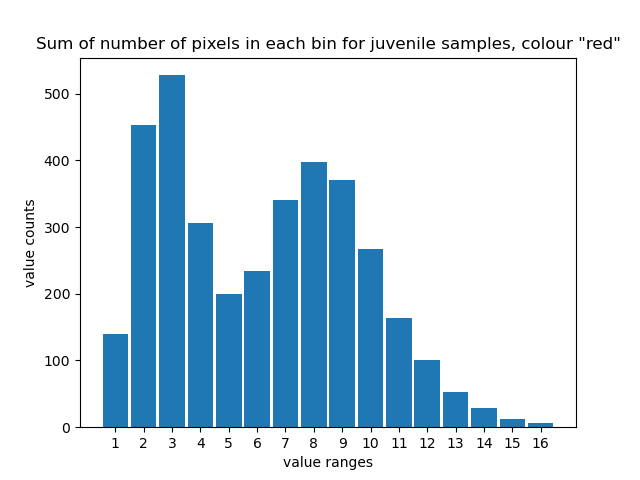 Sum of number of pixels in each bin for juvenile samples, colour "red"
500
400
300
200
100
0
value counts
1 2 3 4 5 6 7 8 9 10 11 12 13 14 15 16
value ranges